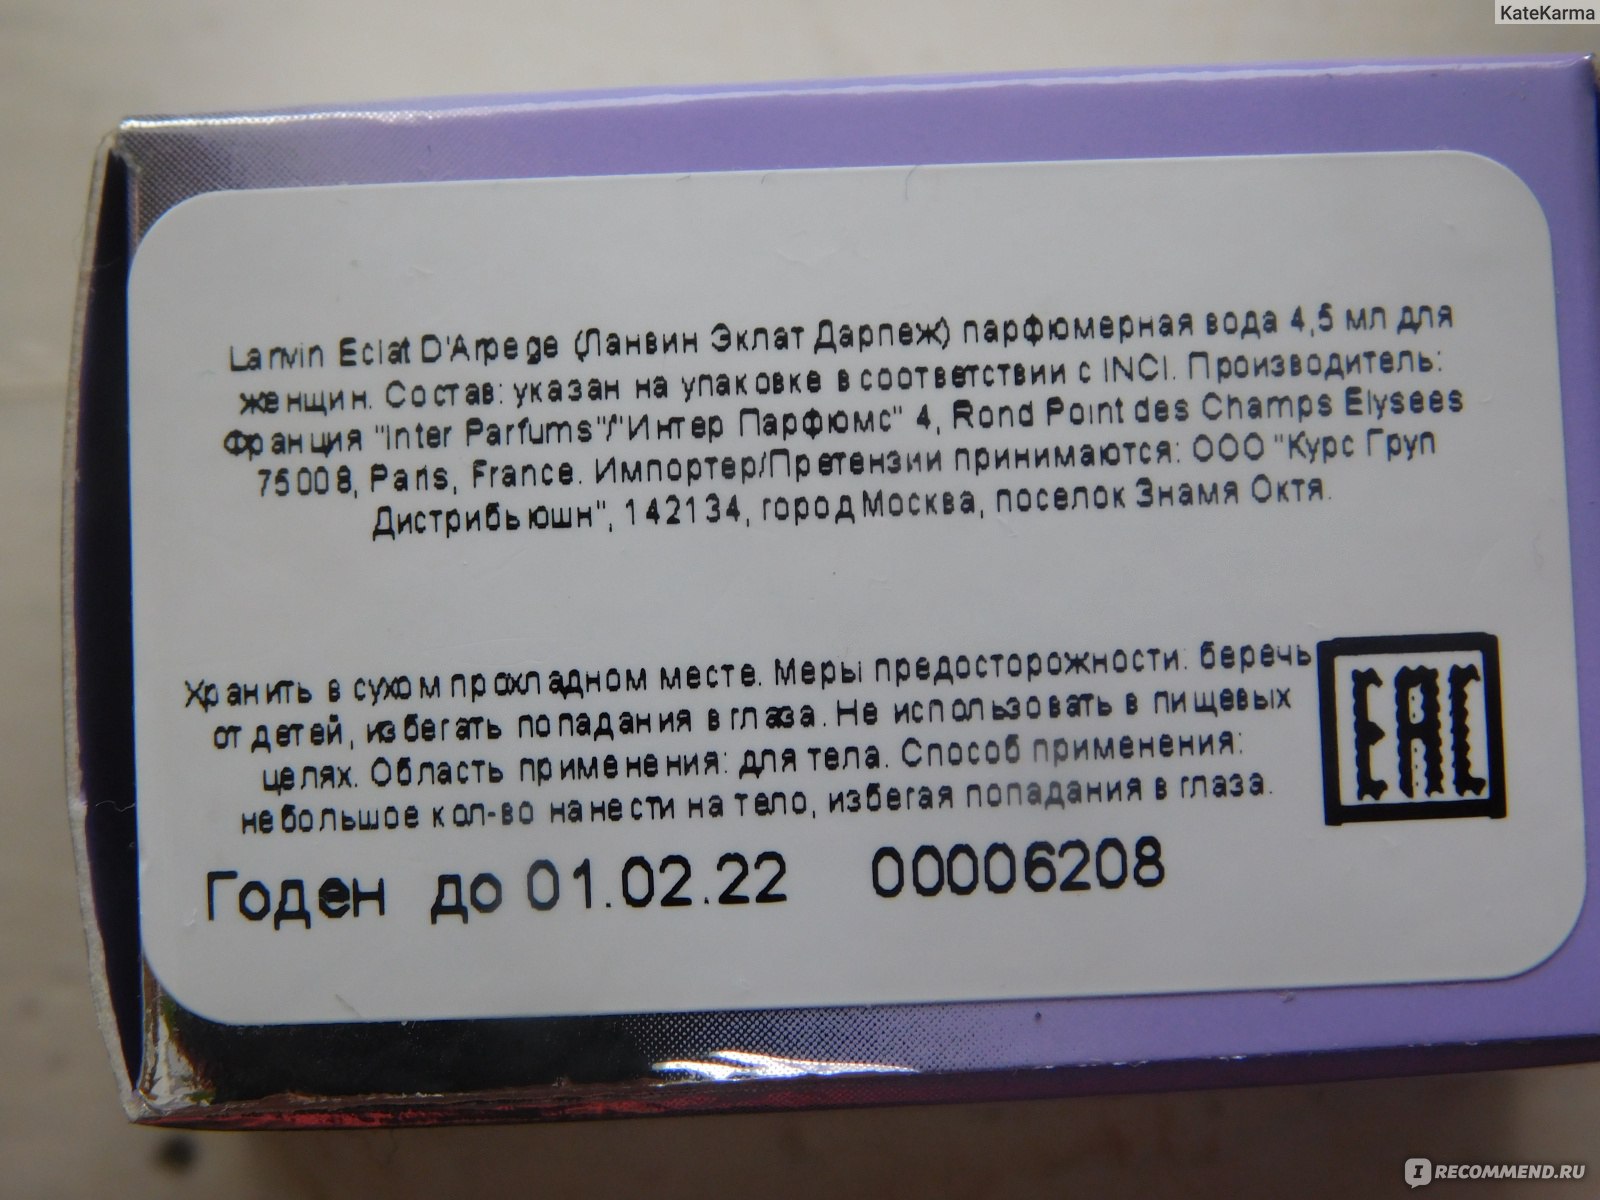 KateKarma
Lanvin Eclat D'Arpege (Ланвин Эклат Дарпеж) парфюмерная вода 4,5 мл для
женщин. Состав: указан на упаковке в соответствии с INCI. Производитель:
Франция "Inter Parfums"/"Интер Парфюмс" 4, Rond Point des Champs Elysees
75008, Paris, France. Импортер/Претензии принимаются: ООО "Курс Груп
Дистрибьюшн", 142134, город Москва, поселок Знамя Октя.
Хранить в сухом прохладном месте. Меры предосторожности: беречь
от детей, избегать попадания в глаза. Не использовать в пищевых
целях. Область применения: для тела. Способ применения:
небольшое кол-во нанести на тело, избегая попадания в глаза.
EAC
Годен до 01.02.22 00006208
IRECOMMEND.RU